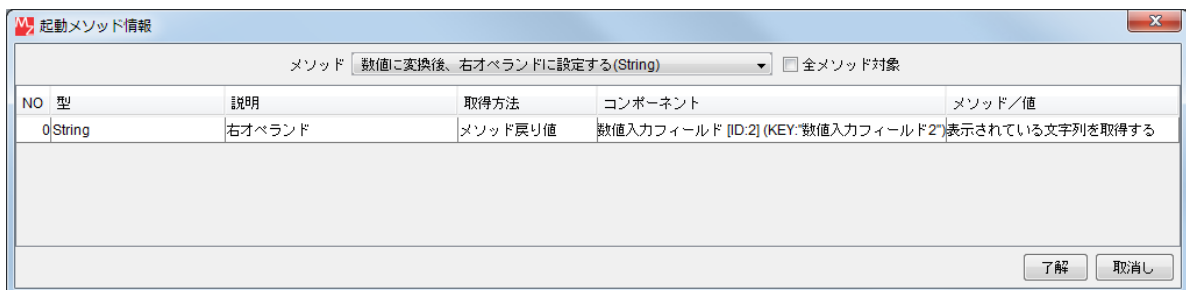 起動メソッド情報
メソッド 数値に変換後、右オペランドに設定する(String) 全メソッド対象
NO 型 説明 取得方法 コンポーネント メソッド／値
0 String 右オペランド メソッド戻り値 数値入力フィールド [ID:2] (KEY:"数値入力フィールド2") 表示されている文字列を取得する
了解 取消し